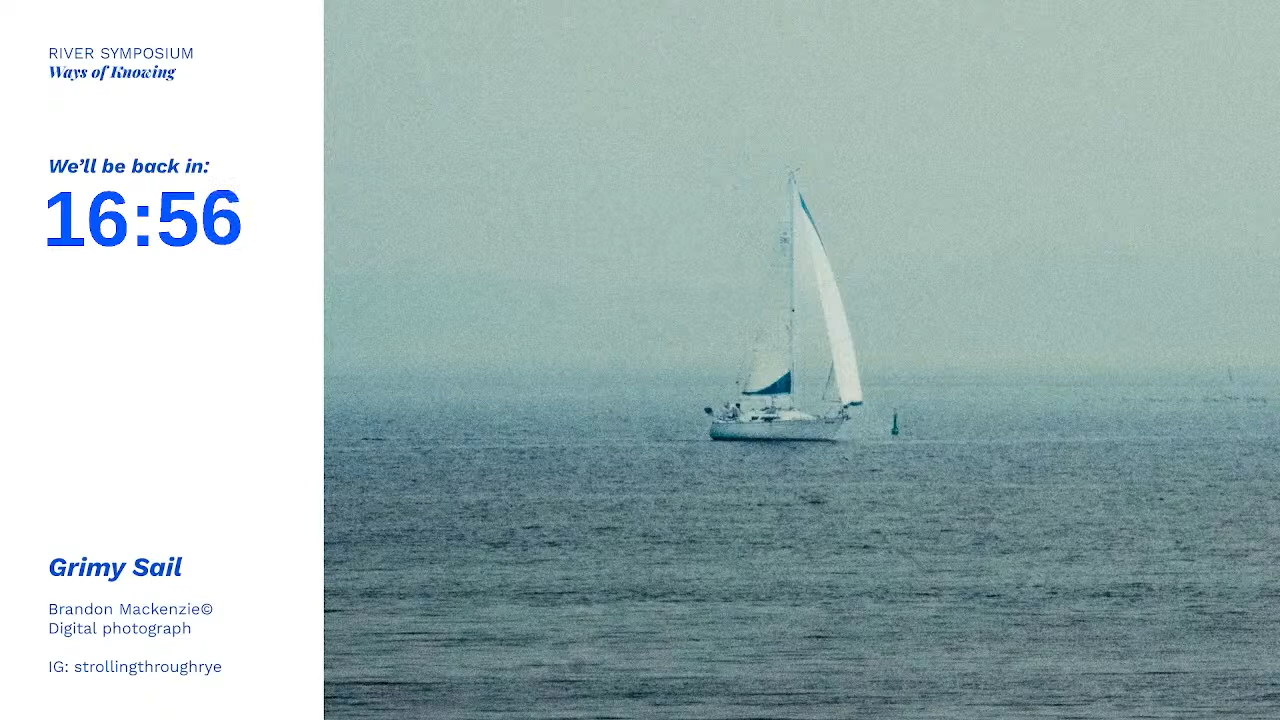 RIVER SYMPOSIUM
Ways of Knowing
We'll be back in:
16:56
Grimy Sail
Brandon Mackenzie©
Digital photograph
IG: strollingthroughrye